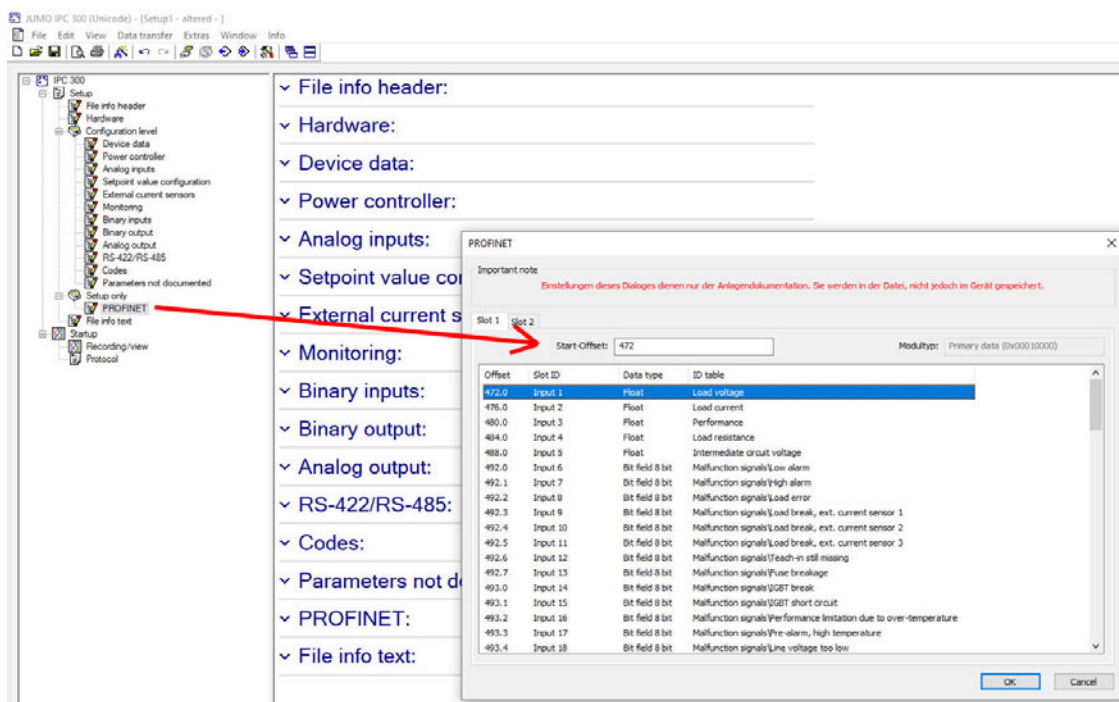 JUMO IPC 300 (Unicode) - [Setup1 - altered - ]
File Edit View Data transfer Extras Window Info
IPC 300
Setup
File info header
Hardware
Configuration level
Device data
Power controller
Analog inputs
Setpoint value configuration
External current sensors
Monitoring
Binary inputs
Binary output
Analog output
RS-422/RS-485
Codes
Parameters not documented
Setup only
PROFINET
File info text
Startup
Recording/view
Protocol
File info header:
Hardware:
Device data:
Power controller:
Analog inputs:
Setpoint value co
External current s
Monitoring:
Binary inputs:
Binary output:
Analog output:
RS-422/RS-485:
Codes:
Parameters not d
PROFINET:
File info text:
PROFINET
Important note
Einstellungen dieses Dialoges dienen nur der Anlagendokumentation. Sie werden in der Datei, nicht jedoch im Gerät gespeichert.
Slot 1 Slot 2
Start-Offset: 472 Modultyp: Primary data (0x00010000)
Offset Slot ID Data type ID table
472.0 Input 1 Float Load voltage
476.0 Input 2 Float Load current
480.0 Input 3 Float Performance
484.0 Input 4 Float Load resistance
488.0 Input 5 Float Intermediate circuit voltage
492.0 Input 6 Bit field 8 bit Malfunction signals\Low alarm
492.1 Input 7 Bit field 8 bit Malfunction signals\High alarm
492.2 Input 8 Bit field 8 bit Malfunction signals\Load error
492.3 Input 9 Bit field 8 bit Malfunction signals\Load break, ext. current sensor 1
492.4 Input 10 Bit field 8 bit Malfunction signals\Load break, ext. current sensor 2
492.5 Input 11 Bit field 8 bit Malfunction signals\Load break, ext. current sensor 3
492.6 Input 12 Bit field 8 bit Malfunction signals\Teach-in still missing
492.7 Input 13 Bit field 8 bit Malfunction signals\Fuse breakage
493.0 Input 14 Bit field 8 bit Malfunction signals\IGBT break
493.1 Input 15 Bit field 8 bit Malfunction signals\IGBT short circuit
493.2 Input 16 Bit field 8 bit Malfunction signals\Performance limitation due to over-temperature
493.3 Input 17 Bit field 8 bit Malfunction signals\Pre-alarm, high temperature
493.4 Input 18 Bit field 8 bit Malfunction signals\Line voltage too low
OK Cancel